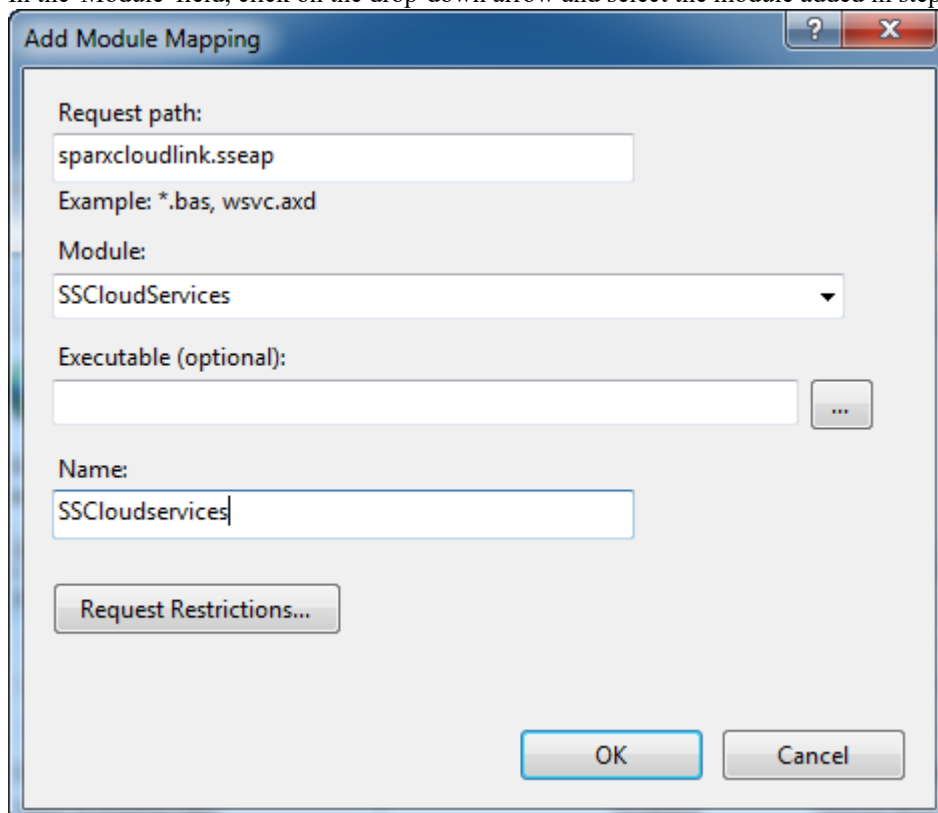 In the 'Module' field, click on the drop-down arrow and select the module added in step
Add Module Mapping
?
X
Request path:
sparxcloudlink.sseap
Example: *.bas, wsvc.axd
Module:
SSCloudServices
Executable (optional):
...
Name:
SSCloudservices
Request Restrictions...
OK
Cancel